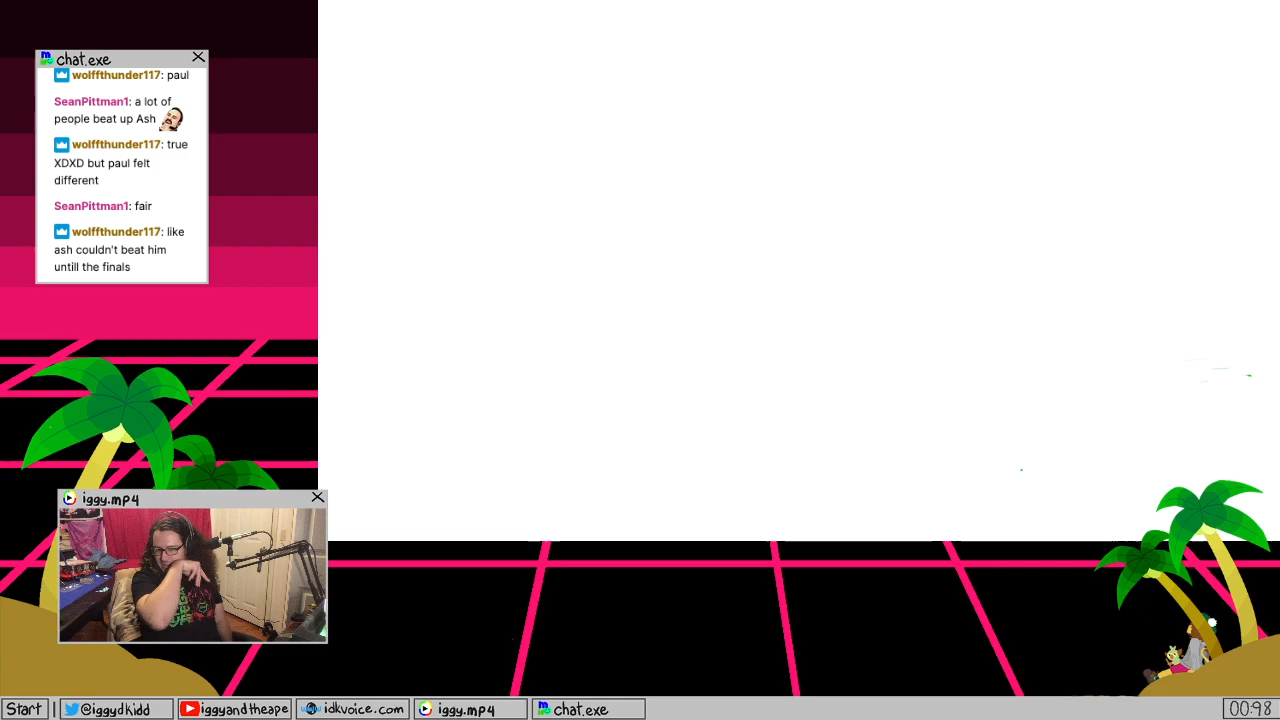 chat.exe
wolffthunder117: paul
SeanPittman1: a lot of
people beat up Ash
wolffthunder117: true
XDXD but paul felt
different
SeanPittman1: fair
wolffthunder117: like
ash couldn't beat him
untill the finals
iggy.mp4
Start | @iggydkidd iggyandtheape idkvoice.com iggy.mp4 chat.exe 00:98